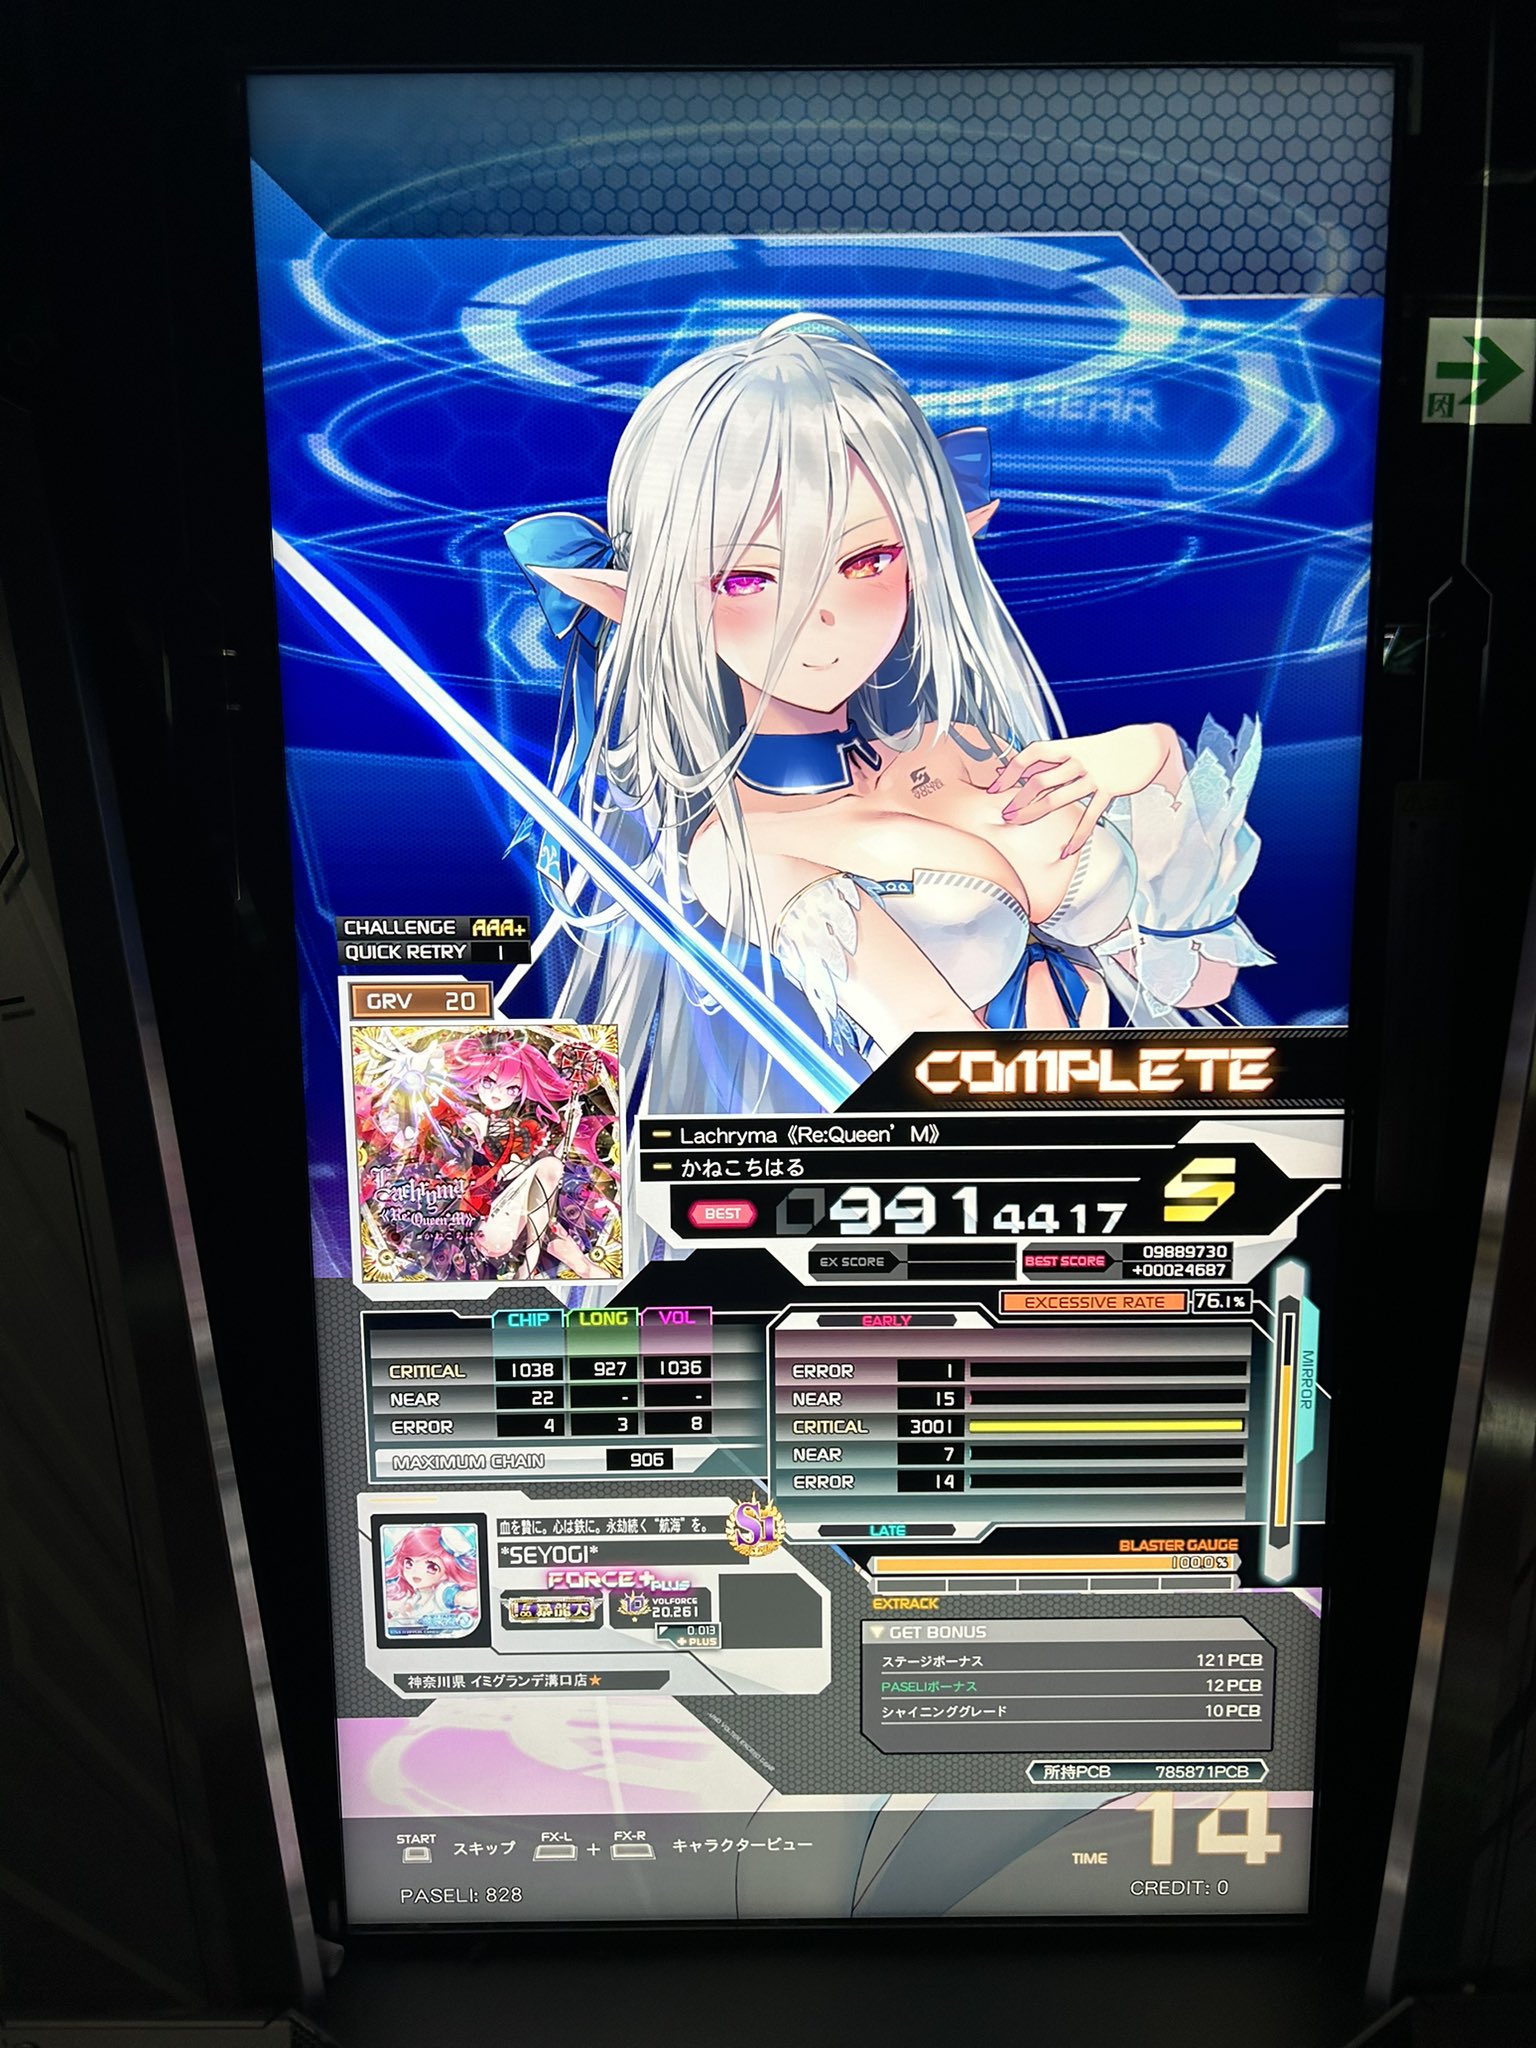 CHALLENGE AAA+
QUICK RETRY 1
GRV 20
Lachryma
《Re:Queen'M》
COMPLETE
Lachryma《Re:Queen’M》
かねこちはる
BEST 09914417 S
EX SCORE
BEST SCORE 09889730
+00024687
EXCESSIVE RATE 76.1%
MIRROR
CHIP LONG VOL
CRITICAL 1038 927 1036
NEAR 22 - -
ERROR 4 3 8
MAXIMUM CHAIN 906
EARLY
ERROR 1
NEAR 15
CRITICAL 3001
NEAR 7
ERROR 14
LATE
BLASTER GAUGE
100.0%
EXTRACK
血を贄に。心は鉄に。永劫続く“航海”を。
S1
*SEYOGI*
FORCE+PLUS
暴龍天
VOLFORCE
20.261
0.013
+PLUS
神奈川県 イミグランデ溝口店★
GET BONUS
ステージボーナス 121PCB
PASELIボーナス 12PCB
シャイニンググレード 10PCB
所持PCB 785871PCB
START スキップ FX-L + FX-R キャラクタービュー
TIME 14
PASELI: 828
CREDIT: 0